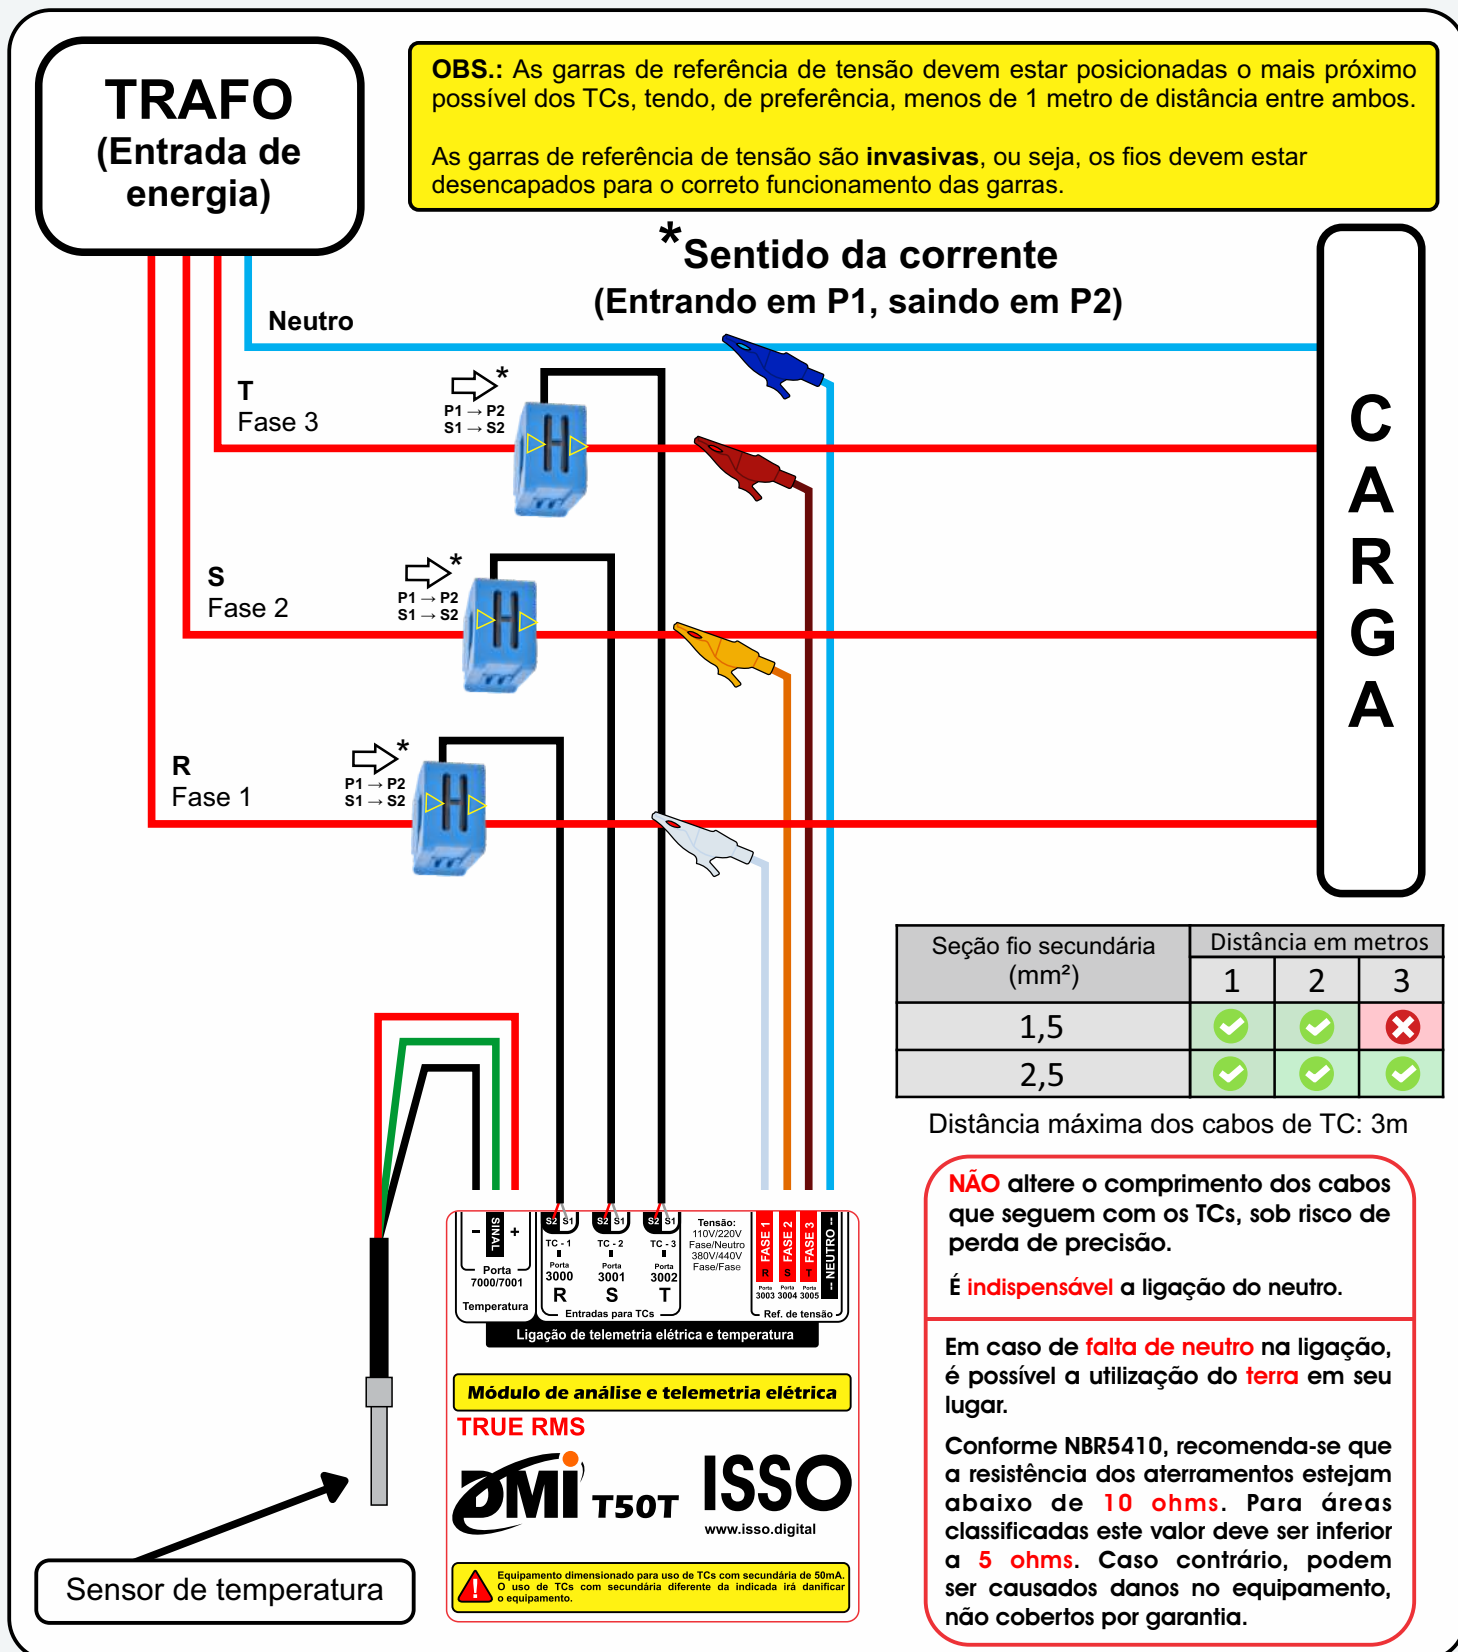 TRAFO
(Entrada de
energia)
OBS.: As garras de referência de tensão devem estar posicionadas o mais próximo
possível dos TCs, tendo, de preferência, menos de 1 metro de distância entre ambos.
As garras de referência de tensão são invasivas, ou seja, os fios devem estar
desencapados para o correto funcionamento das garras.
*Sentido da corrente
(Entrando em P1, saindo em P2)
Neutro
T
Fase 3
*
P1 → P2
S1 → S2
S
Fase 2
*
P1 → P2
S1 → S2
R
Fase 1
*
P1 → P2
S1 → S2
C
A
R
G
A
Seção fio secundária
(mm²)
Distância em metros
1 2 3
1,5
2,5
Distância máxima dos cabos de TC: 3m
NÃO altere o comprimento dos cabos
que seguem com os TCs, sob risco de
perda de precisão.
É indispensável a ligação do neutro.
Em caso de falta de neutro na ligação,
é possível a utilização do terra em seu
lugar.
Conforme NBR5410, recomenda-se que
a resistência dos aterramentos estejam
abaixo de 10 ohms. Para áreas
classificadas este valor deve ser inferior
a 5 ohms. Caso contrário, podem
ser causados danos no equipamento,
não cobertos por garantia.
- SINAL +
Porta
7000/7001
Temperatura
S2 S1 S2 S1 S2 S1
TC - 1 TC - 2 TC - 3
Porta Porta Porta
3000 3001 3002
R S T
Entradas para TCs
Tensão:
110V/220V
Fase/Neutro
380V/440V
Fase/Fase
R FASE 1
S FASE 2
T FASE 3
-- NEUTRO --
Porta Porta Porta
3003 3004 3005
Ref. de tensão
Ligação de telemetria elétrica e temperatura
Módulo de análise e telemetria elétrica
TRUE RMS
DMI T50T
ISSO
www.isso.digital
Equipamento dimensionado para uso de TCs com secundária de 50mA.
O uso de TCs com secundária diferente da indicada irá danificar
o equipamento.
Sensor de temperatura